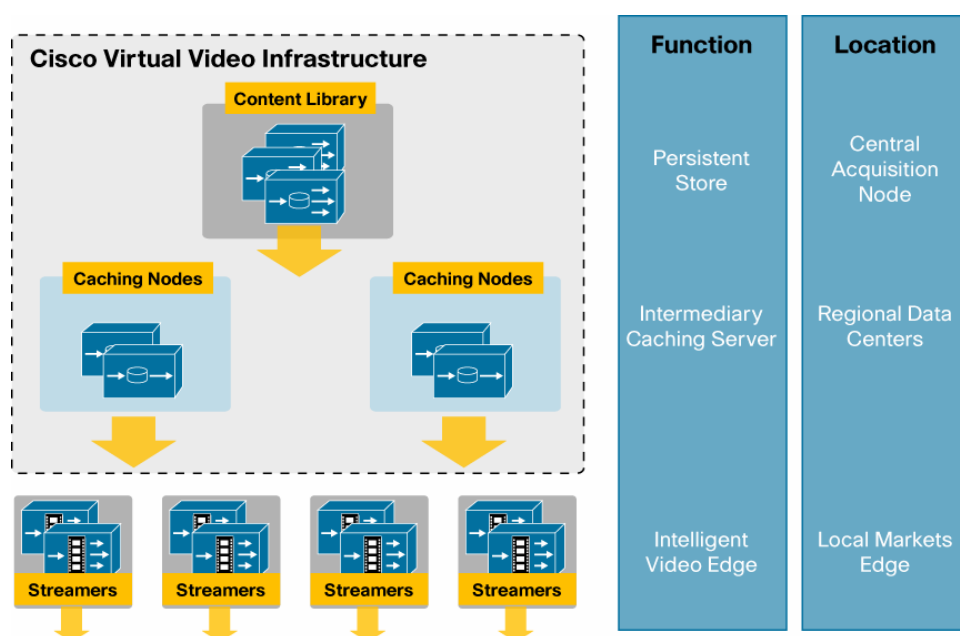 Cisco Virtual Video Infrastructure
Content Library
Caching Nodes
Caching Nodes
Streamers
Streamers
Streamers
Streamers
Function
Persistent
Store
Intermediary
Caching Server
Intelligent
Video Edge
Location
Central
Acquisition
Node
Regional Data
Centers
Local Markets
Edge